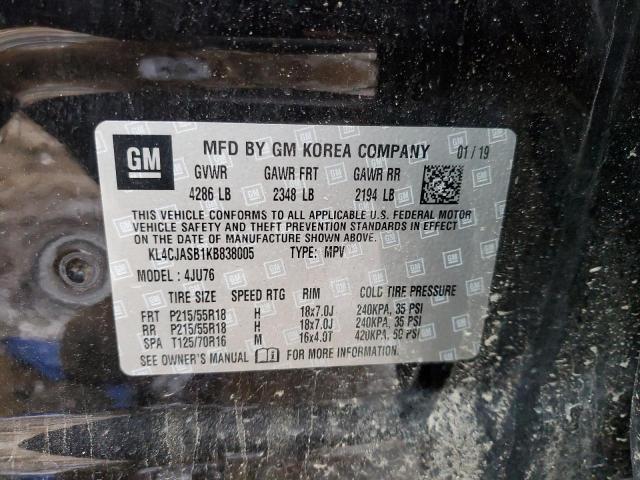 GM
MFD BY GM KOREA COMPANY 01 / 19
GVWR GAWR FRT GAWR RR
4286 LB 2348 LB 2194 LB
THIS VEHICLE CONFORMS TO ALL APPLICABLE U.S. FEDERAL MOTOR
VEHICLE SAFETY AND THEFT PREVENTION STANDARDS IN EFFECT
ON THE DATE OF MANUFACTURE SHOWN ABOVE.
KL4CJASB1KB838005 TYPE: MPV
MODEL : 4JU76
TIRE SIZE SPEED RTG RIM COLD TIRE PRESSURE
FRT P215/55R18 H 18x7.0J 240KPA, 35 PSI
RR P215/55R18 H 18x7.0J 240KPA, 35 PSI
SPA T125/70R16 M 16x4.0T 420KPA, 60 PSI
SEE OWNER'S MANUAL FOR MORE INFORMATION.